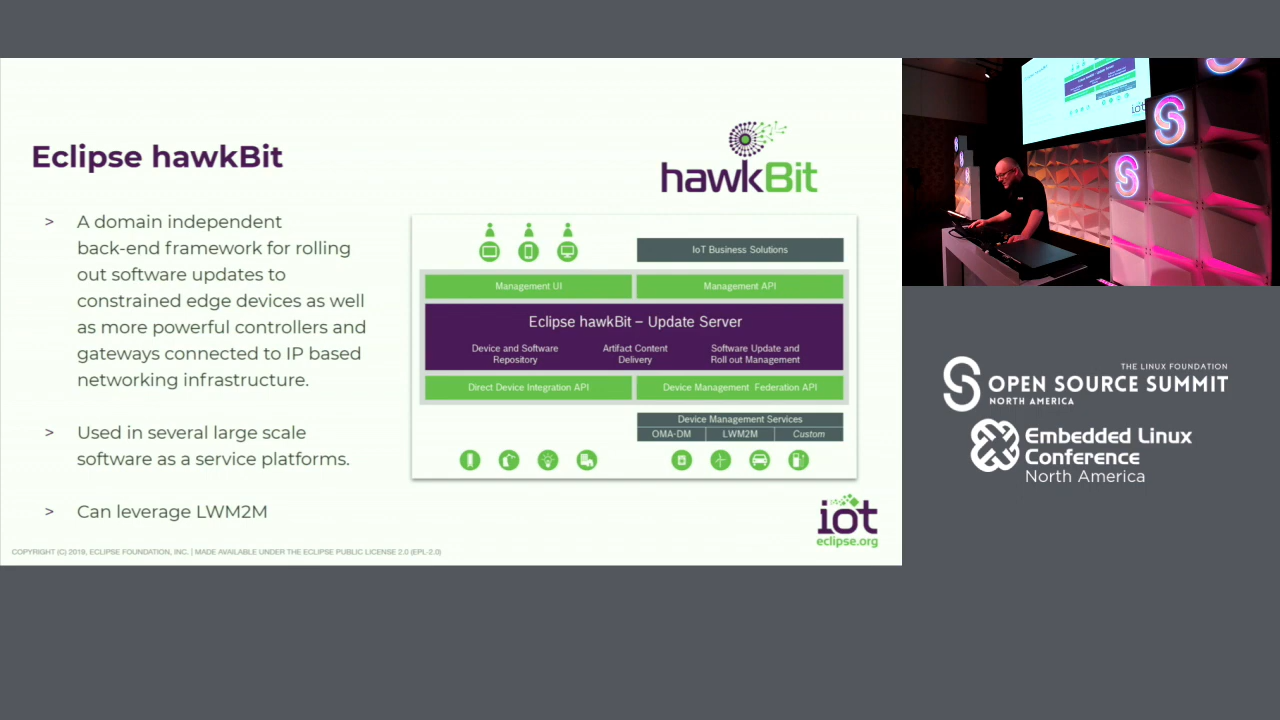 Eclipse hawkBit
hawkBit
> A domain independent
back-end framework for rolling
out software updates to
constrained edge devices as well
as more powerful controllers and
gateways connected to IP based
networking infrastructure.
> Used in several large scale
software as a service platforms.
> Can leverage LWM2M
IoT Business Solutions
Management UI
Management API
Eclipse hawkBit – Update Server
Device and Software
Repository
Artifact Content
Delivery
Software Update and
Roll out Management
Direct Device Integration API
Device Management Federation API
Device Management Services
OMA-DM
LWM2M
Custom
iot
eclipse.org
COPYRIGHT (C) 2019, ECLIPSE FOUNDATION, INC. | MADE AVAILABLE UNDER THE ECLIPSE PUBLIC LICENSE 2.0 (EPL-2.0)
iot
THE LINUX FOUNDATION
OPEN SOURCE SUMMIT
NORTH AMERICA
Embedded Linux
Conference
North America